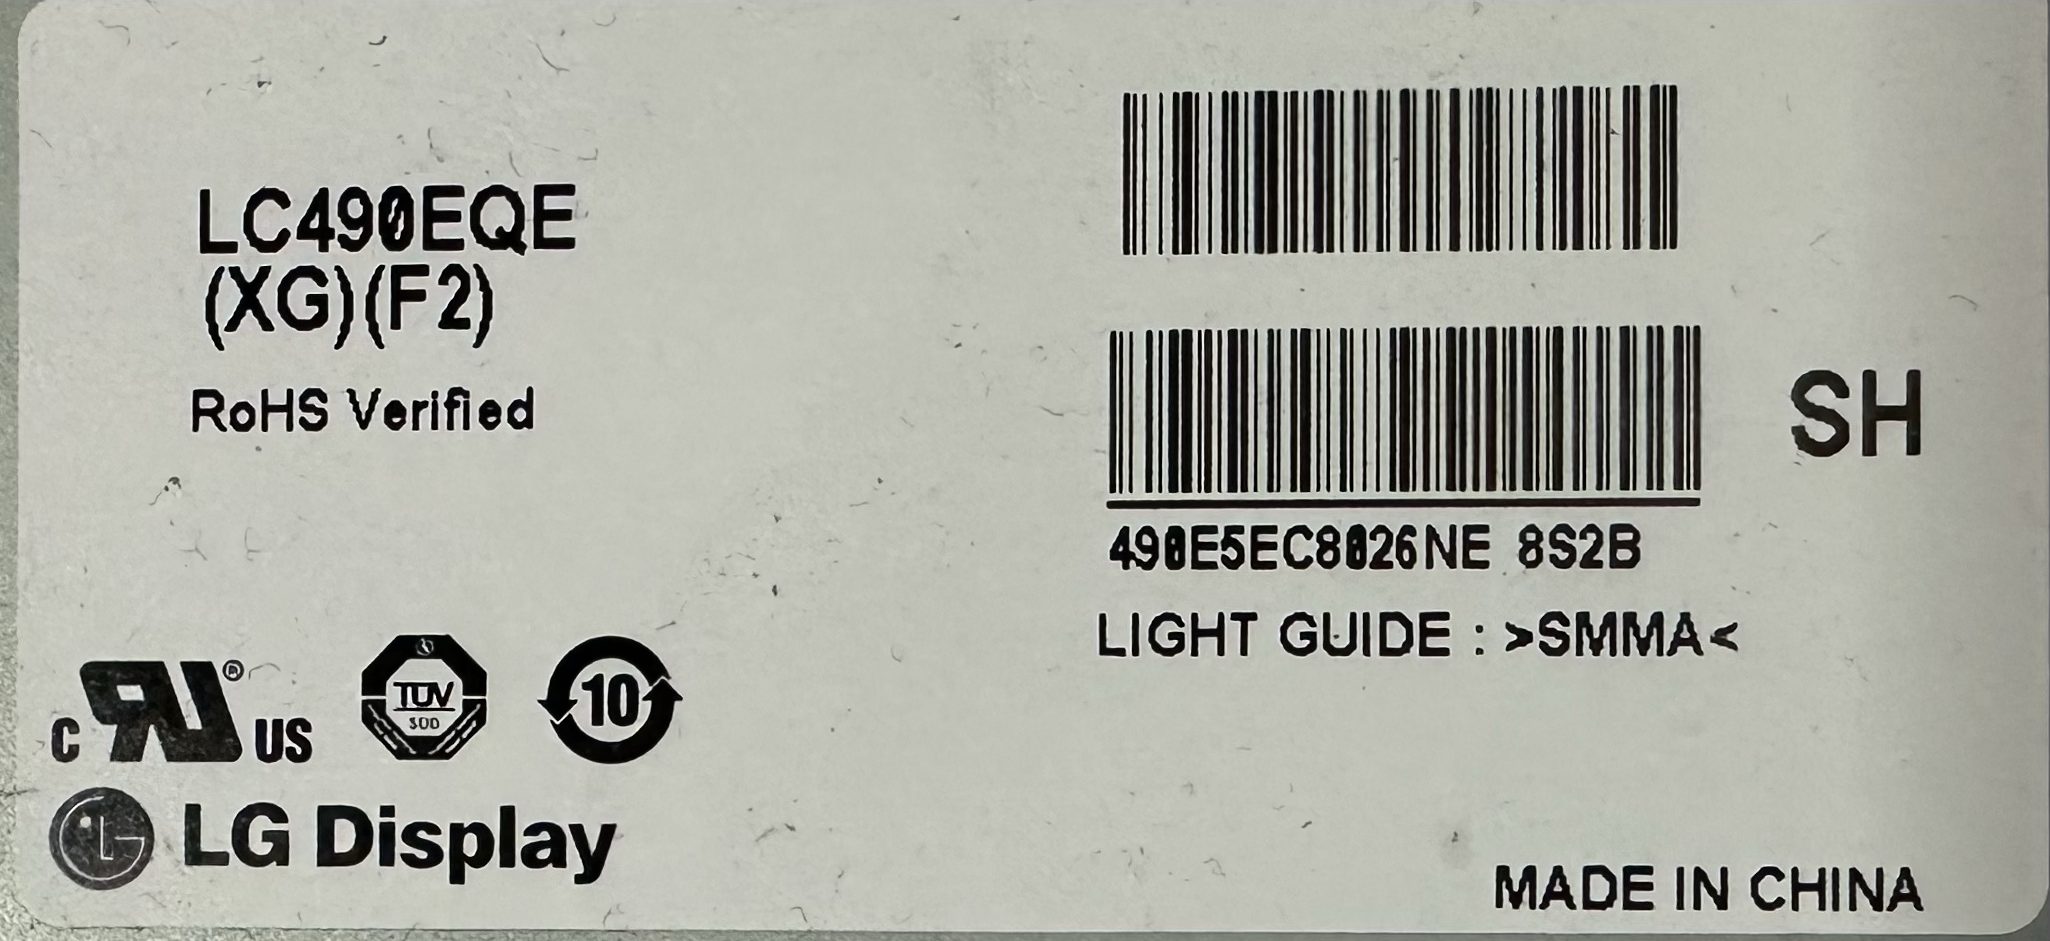 LC490EQE
(XG)(F2)
RoHS Verified
SH
490E5EC8026NE 8S2B
LIGHT GUIDE : >SMMA<
c RU ® US
TUV
SUD
10
LG Display
MADE IN CHINA